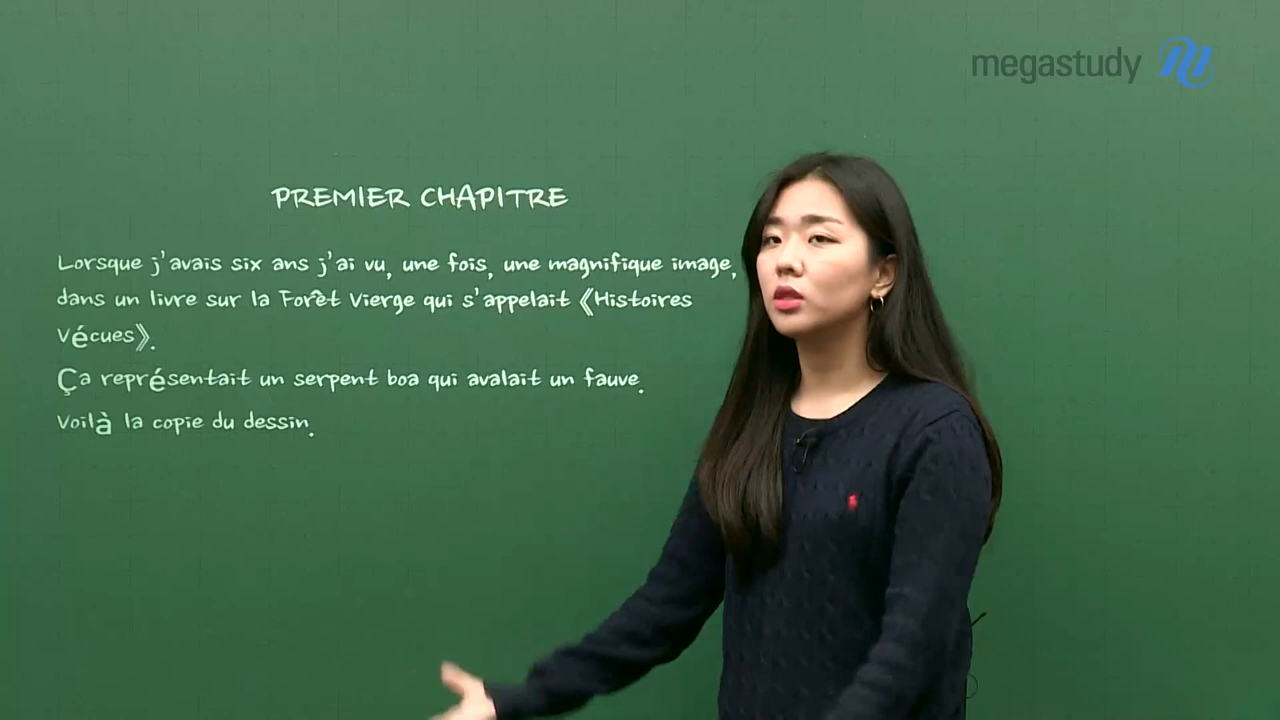 megastudy
PREMIER CHAPITRE
Lorsque j'avais six ans j'ai vu, une fois, une magnifique image,
dans un livre sur la Forêt Vierge qui s'appelait 《Histoires
Vécues》.
Ça représentait un serpent boa qui avalait un fauve.
Voilà la copie du dessin.